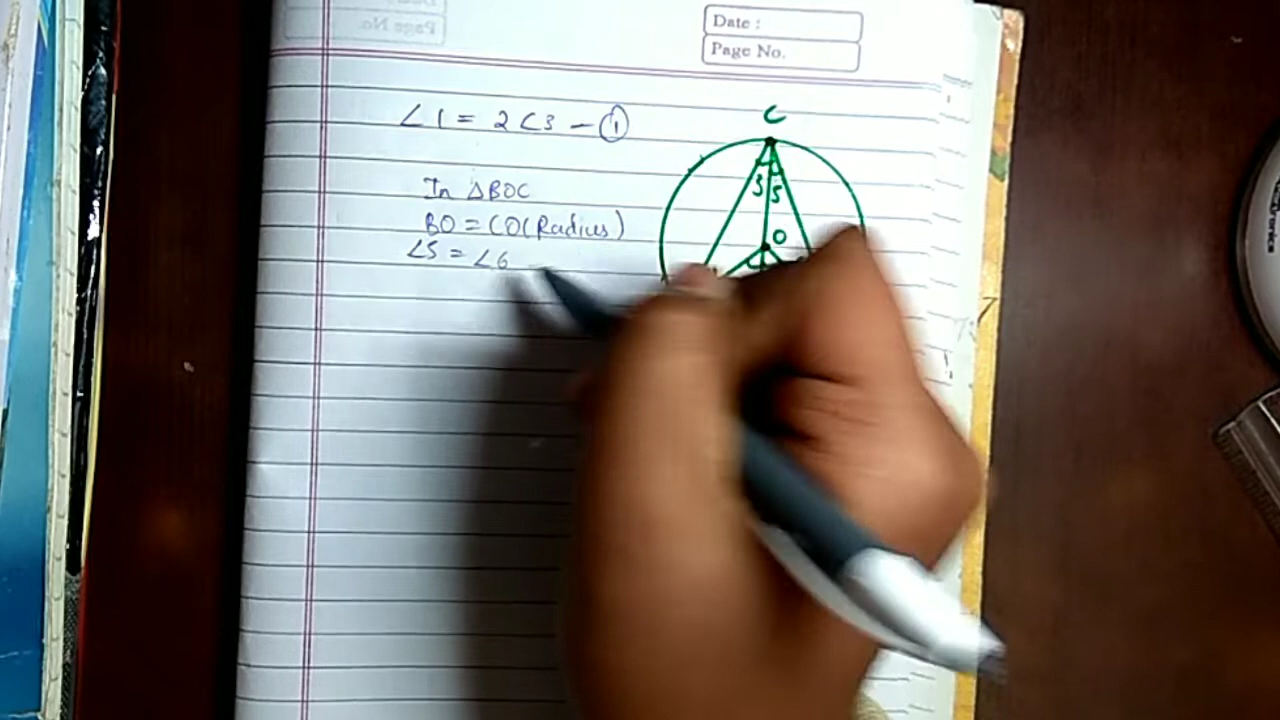 Date :
Page No.
∠1 = 2∠3 — ①
C
In △BOC
3 5
BO = CO (Radius)
O
∠5 = ∠6